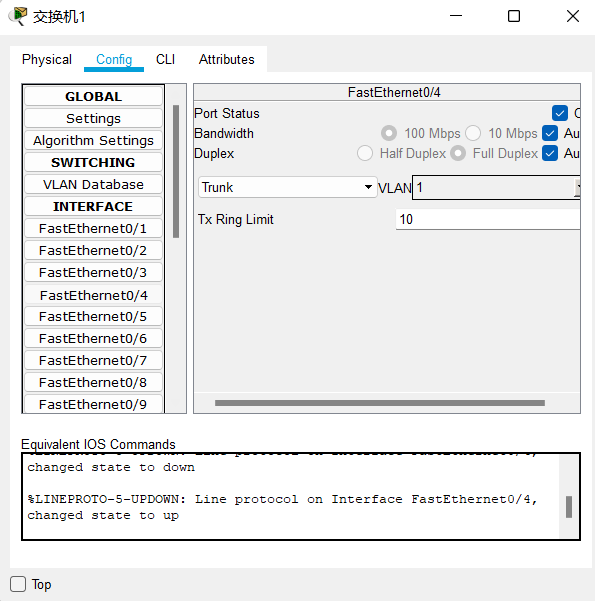 交换机1
Physical Config CLI Attributes
GLOBAL
Settings
Algorithm Settings
SWITCHING
VLAN Database
INTERFACE
FastEthernet0/1
FastEthernet0/2
FastEthernet0/3
FastEthernet0/4
FastEthernet0/5
FastEthernet0/6
FastEthernet0/7
FastEthernet0/8
FastEthernet0/9
FastEthernet0/4
Port Status
Bandwidth 100 Mbps 10 Mbps Au
Duplex Half Duplex Full Duplex Au
Trunk VLAN 1
Tx Ring Limit 10
Equivalent IOS Commands
changed state to down
%LINEPROTO-5-UPDOWN: Line protocol on Interface FastEthernet0/4,
changed state to up
Top